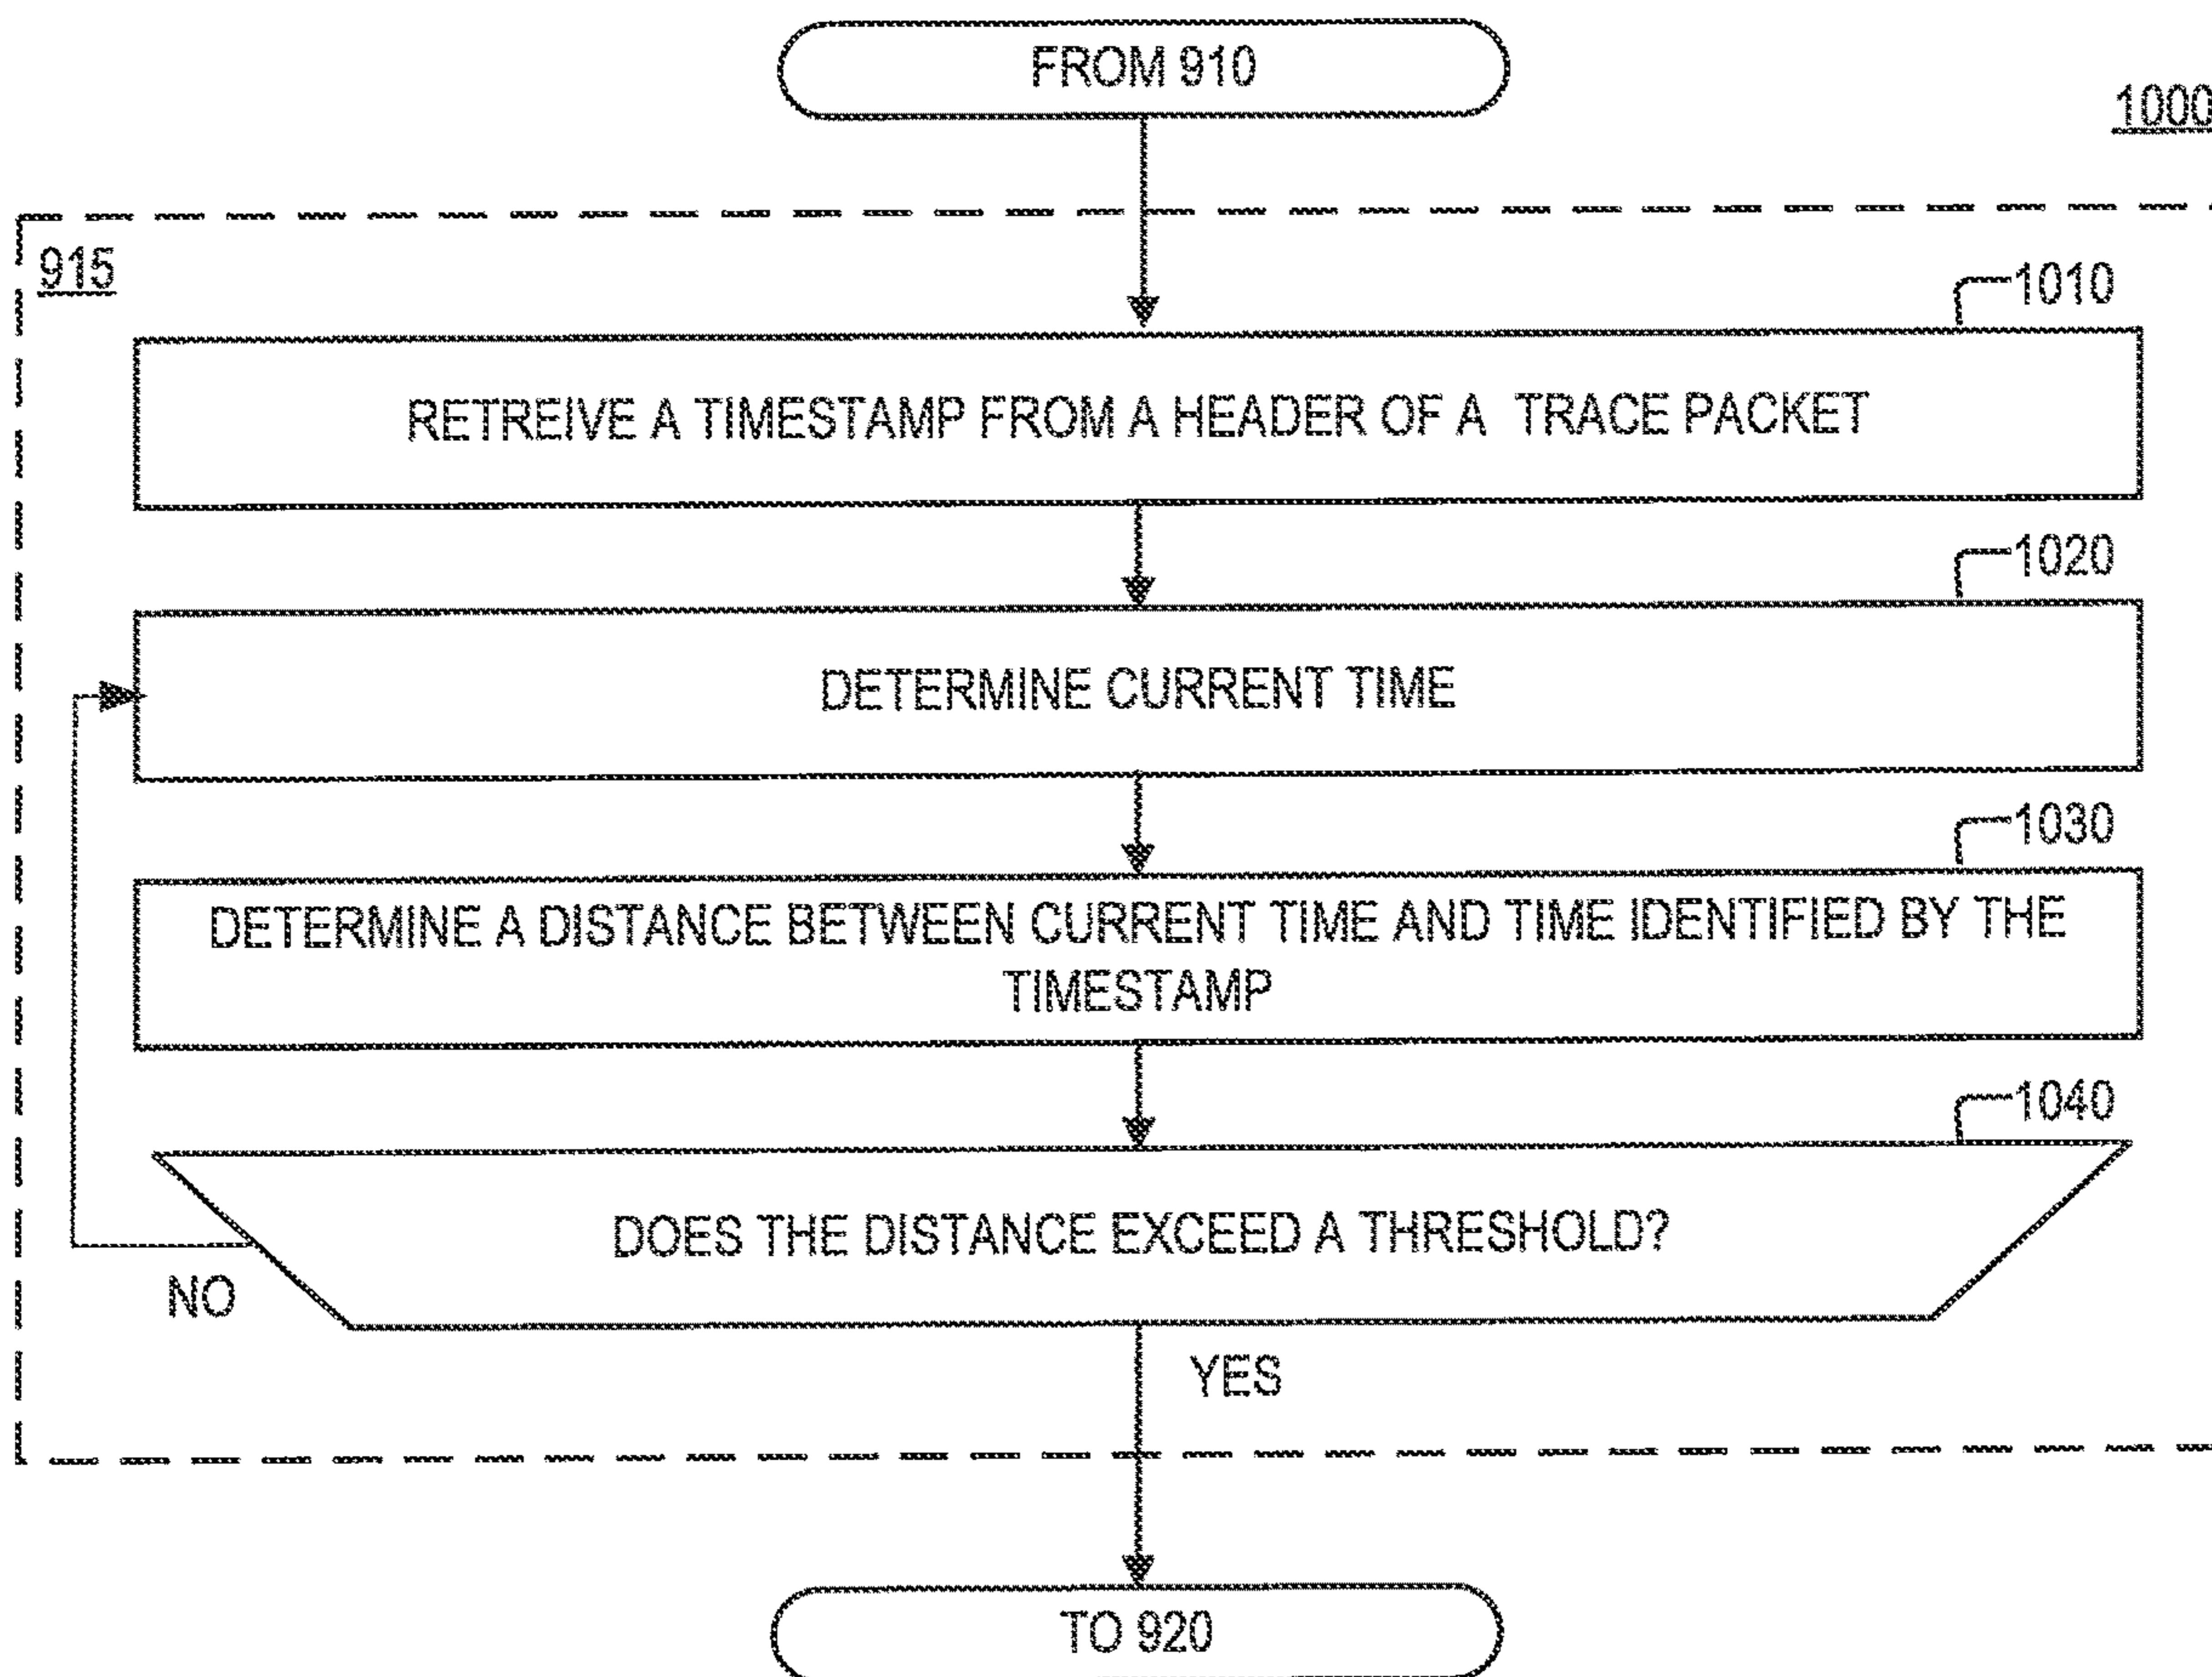 FROM 910
1000
915
1010
RETREIVE A TIMESTAMP FROM A HEADER OF A TRACE PACKET
1020
DETERMINE CURRENT TIME
1030
DETERMINE A DISTANCE BETWEEN CURRENT TIME AND TIME IDENTIFIED BY THE
TIMESTAMP
1040
DOES THE DISTANCE EXCEED A THRESHOLD?
NO
YES
TO 920